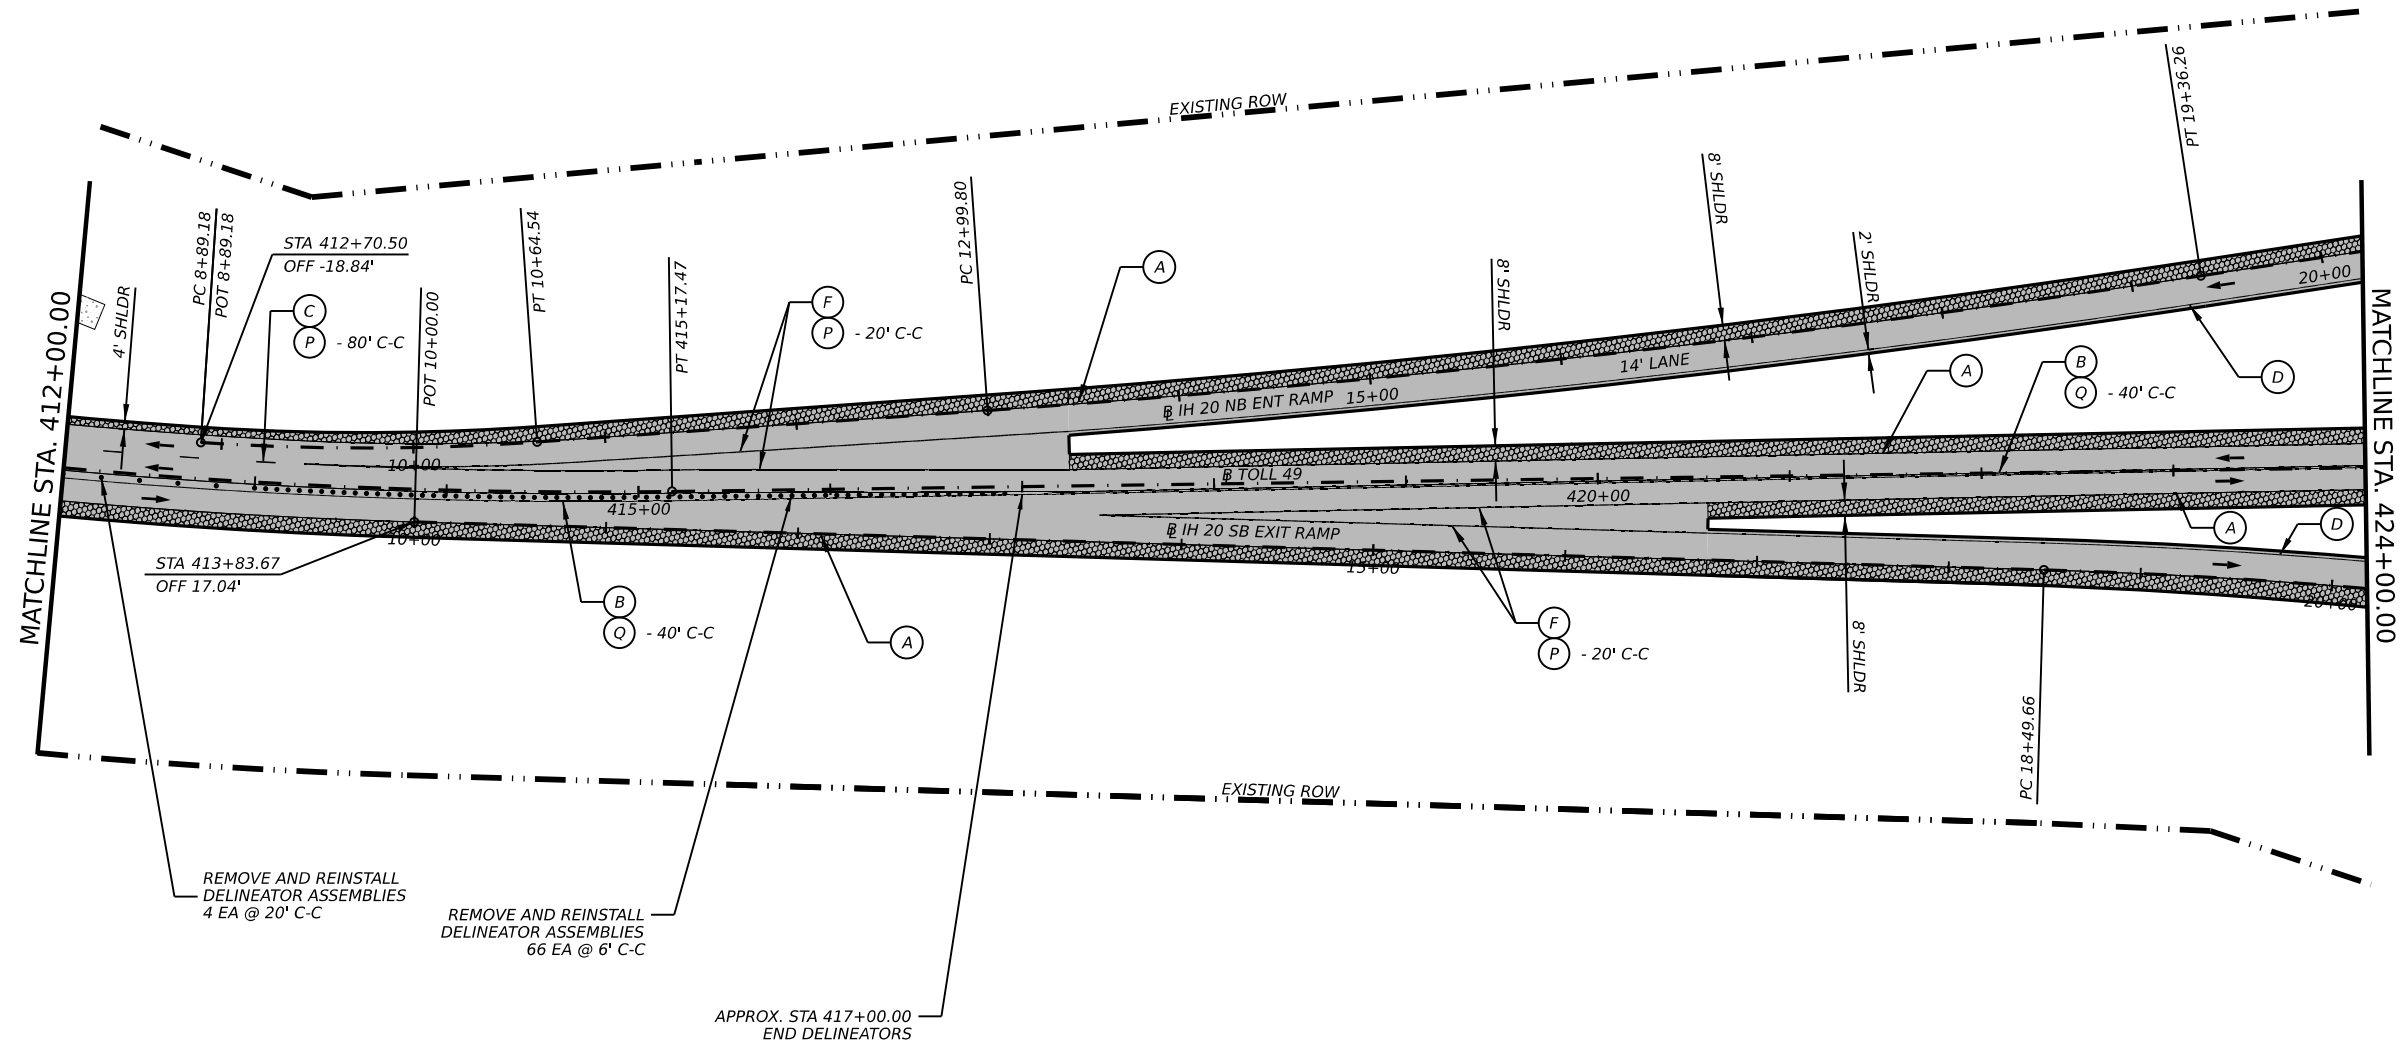 EXISTING ROW
PT 19+36.26
8' SHLDR
PC 12+99.80
PC 8+89.18
POT 8+89.18
PT 10+64.54
STA 412+70.50
OFF -18.84'
2' SHLDR
A
8' SHLDR
PT 415+17.47
4' SHLDR
POT 10+00.00
C
P - 80' C-C
F
P - 20' C-C
20+00
MATCHLINE STA. 412+00.00
MATCHLINE STA. 424+00.00
14' LANE
A
B
Q - 40' C-C
D
B IH 20 NB ENT RAMP 15+00
10+00
B TOLL 49
420+00
415+00
B IH 20 SB EXIT RAMP
A
D
10+00
15+00
20+00
STA 413+83.67
OFF 17.04'
B
Q - 40' C-C
A
F
P - 20' C-C
8' SHLDR
PC 18+49.66
EXISTING ROW
REMOVE AND REINSTALL
DELINEATOR ASSEMBLIES
4 EA @ 20' C-C
REMOVE AND REINSTALL
DELINEATOR ASSEMBLIES
66 EA @ 6' C-C
APPROX. STA 417+00.00
END DELINEATORS